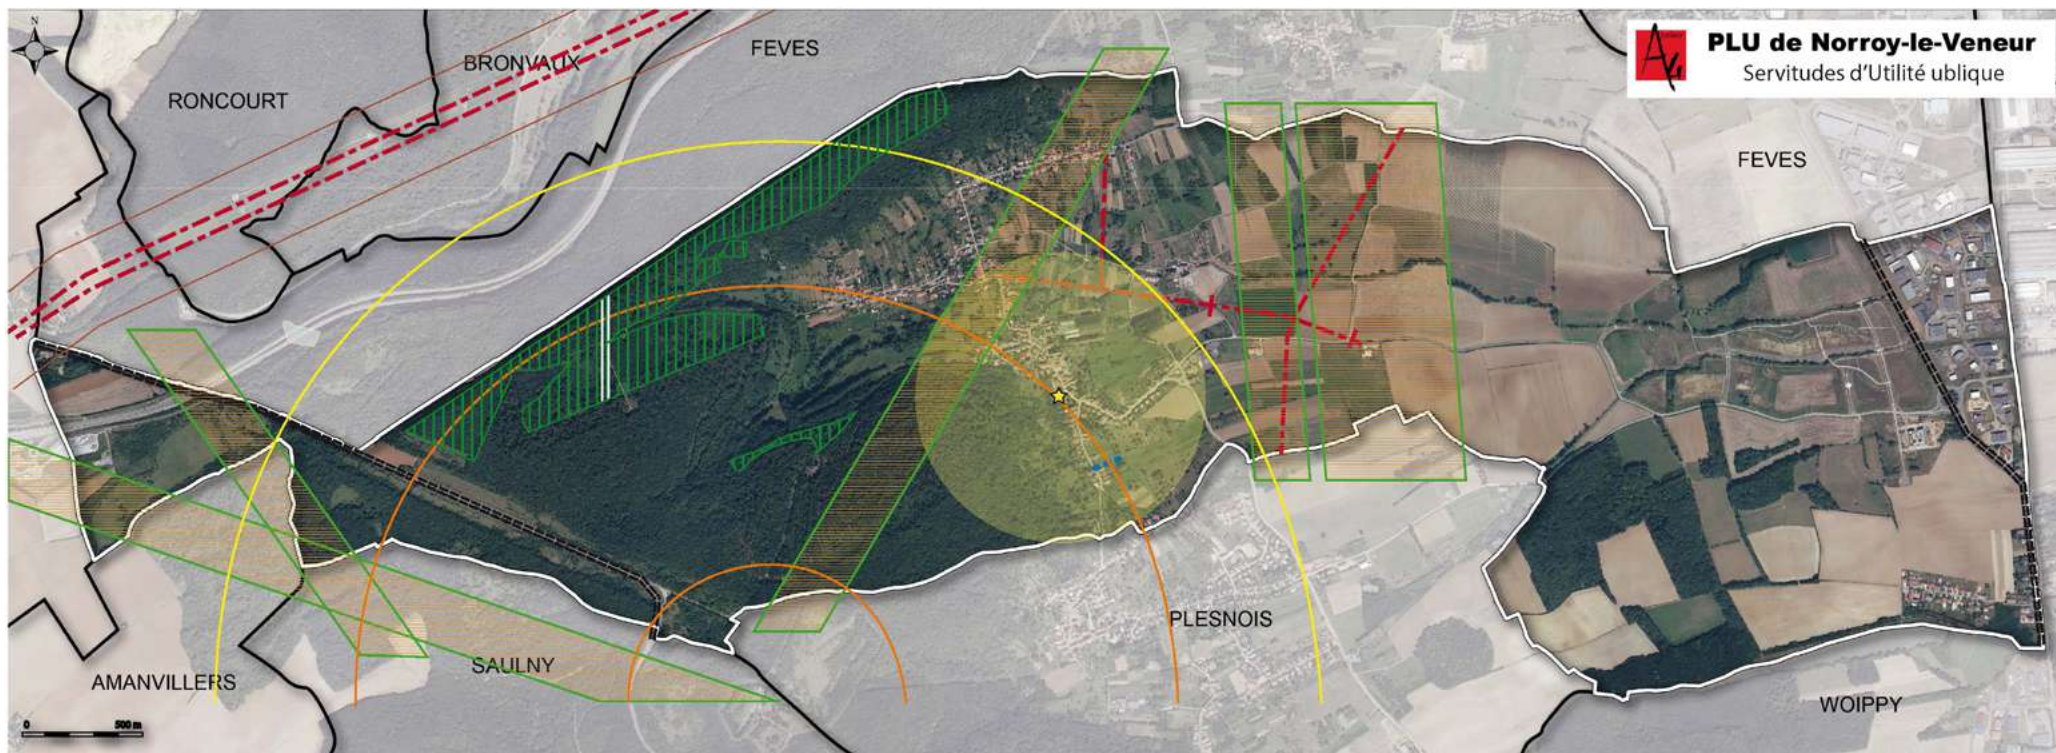 N
RONCOURT
BRONVAUX
FEVES
PLU de Norroy-le-Veneur
Servitudes d'Utilité ublique
FEVES
PLESNOIS
SAULNY
AMANVILLERS
WOIPPY
0 500 m